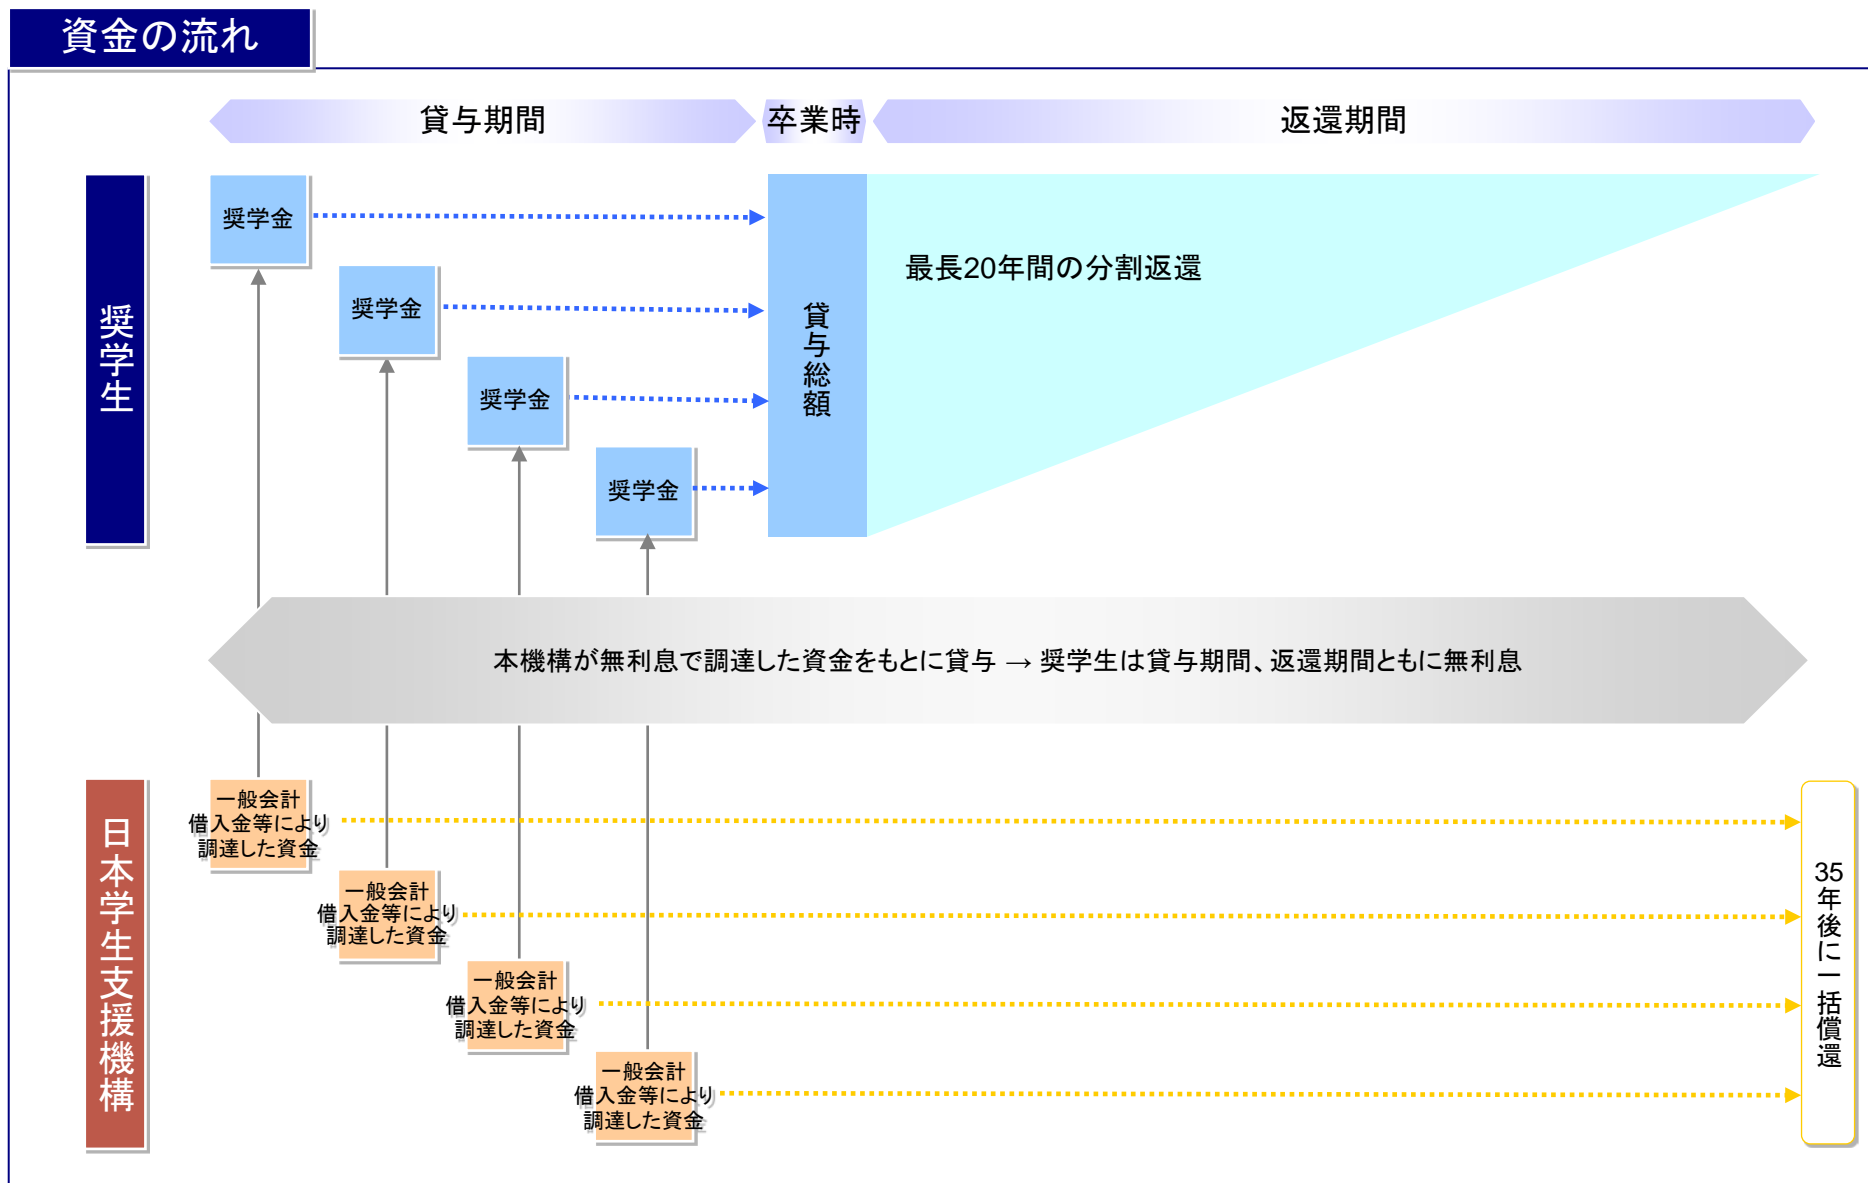 資金の流れ
貸与期間
卒業時
返還期間
奨学生
奨学金
奨学金
奨学金
奨学金
貸与総額
最長20年間の分割返還
本機構が無利息で調達した資金をもとに貸与 → 奨学生は貸与期間、返還期間ともに無利息
日本学生支援機構
一般会計
借入金等により
調達した資金
一般会計
借入金等により
調達した資金
一般会計
借入金等により
調達した資金
一般会計
借入金等により
調達した資金
35年後に一括償還